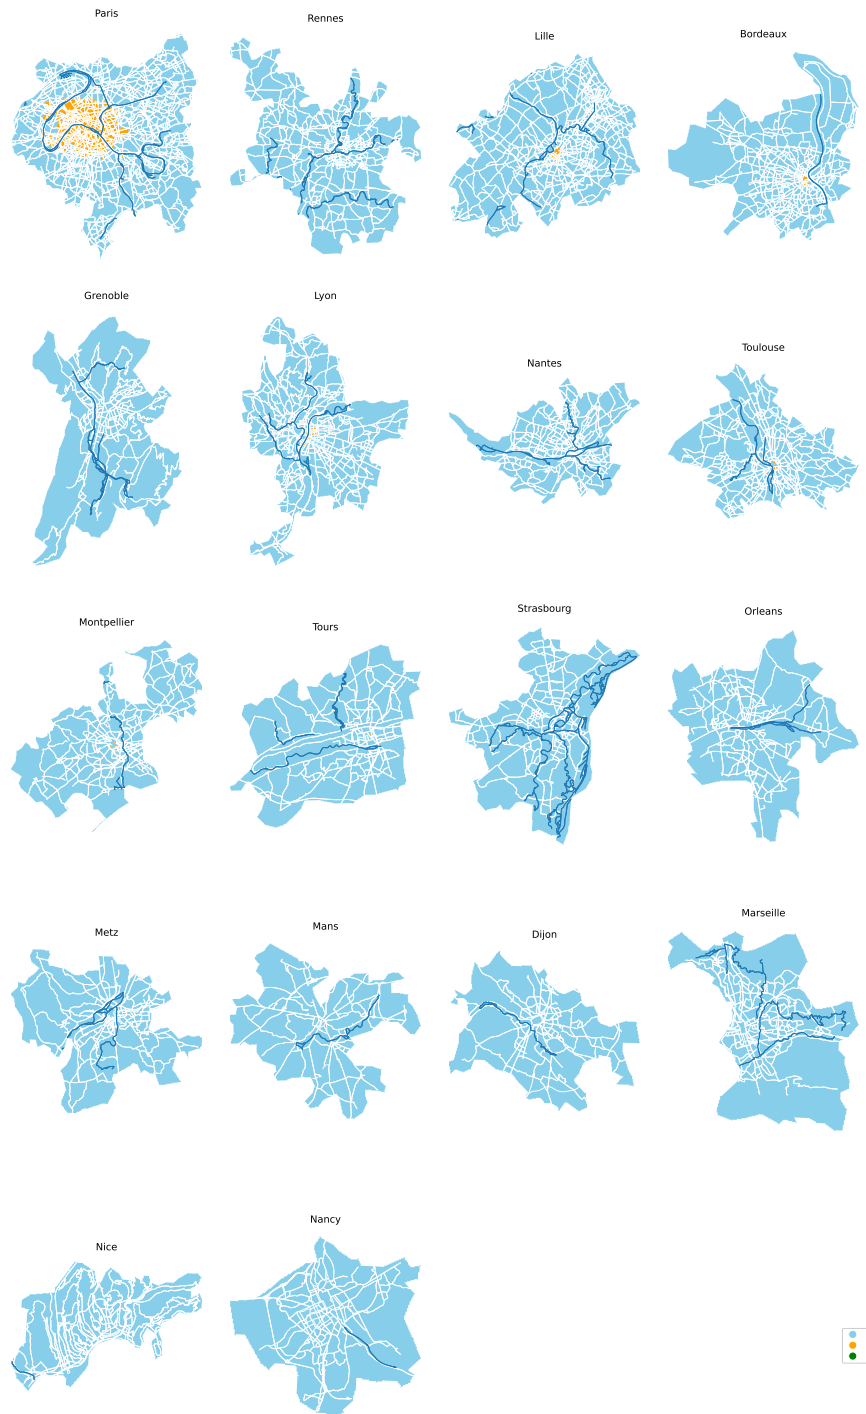 Paris
Rennes
Lille
Bordeaux
Grenoble
Lyon
Nantes
Toulouse
Montpellier
Tours
Strasbourg
Orleans
Metz
Mans
Dijon
Marseille
Nice
Nancy